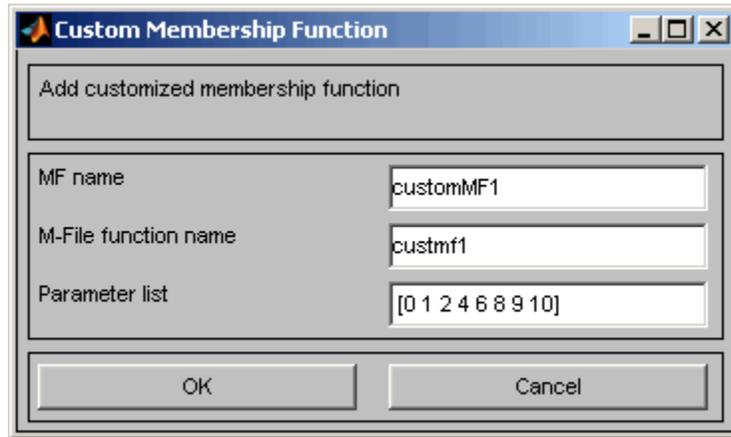 Custom Membership Function
Add customized membership function
MF name
customMF1
M-File function name
custmf1
Parameter list
[0 1 2 4 6 8 9 10]
OK
Cancel